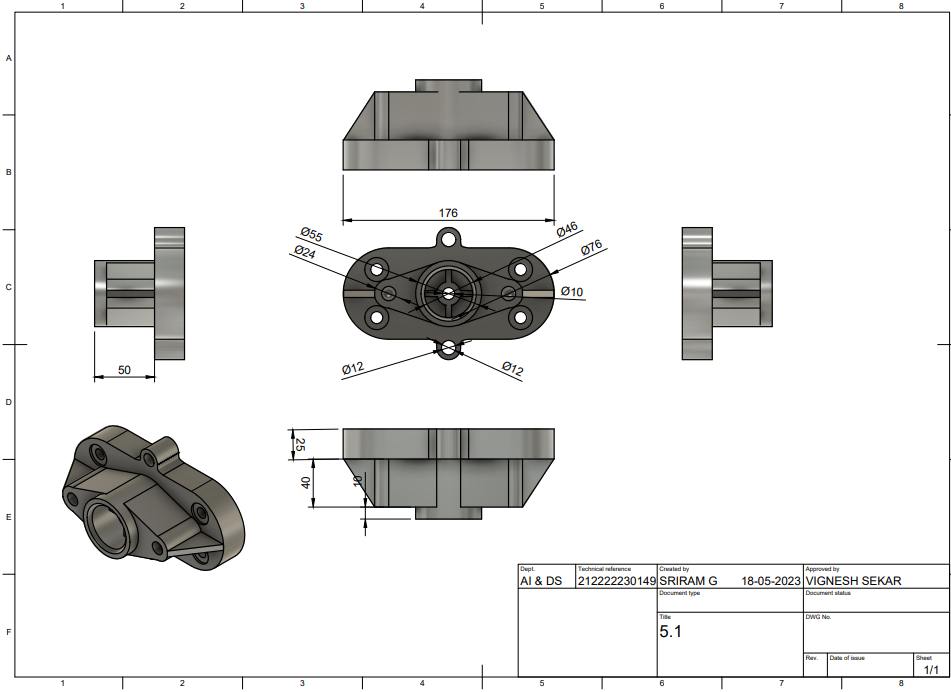 1 2 3 4 5 6 7 8
A A
B B
C C
D D
E E
F F
176
Ø55
Ø24
Ø46
Ø76
Ø10
Ø12
Ø12
50
25
40
10
Dept.
AI & DS
Technical reference
212222230149
Created by
SRIRAM G 18-05-2023
Approved by
VIGNESH SEKAR
Document type
Document status
Title
5.1
DWG No.
Rev.
Date of issue
Sheet
1/1
1 2 3 4 5 6 7 8